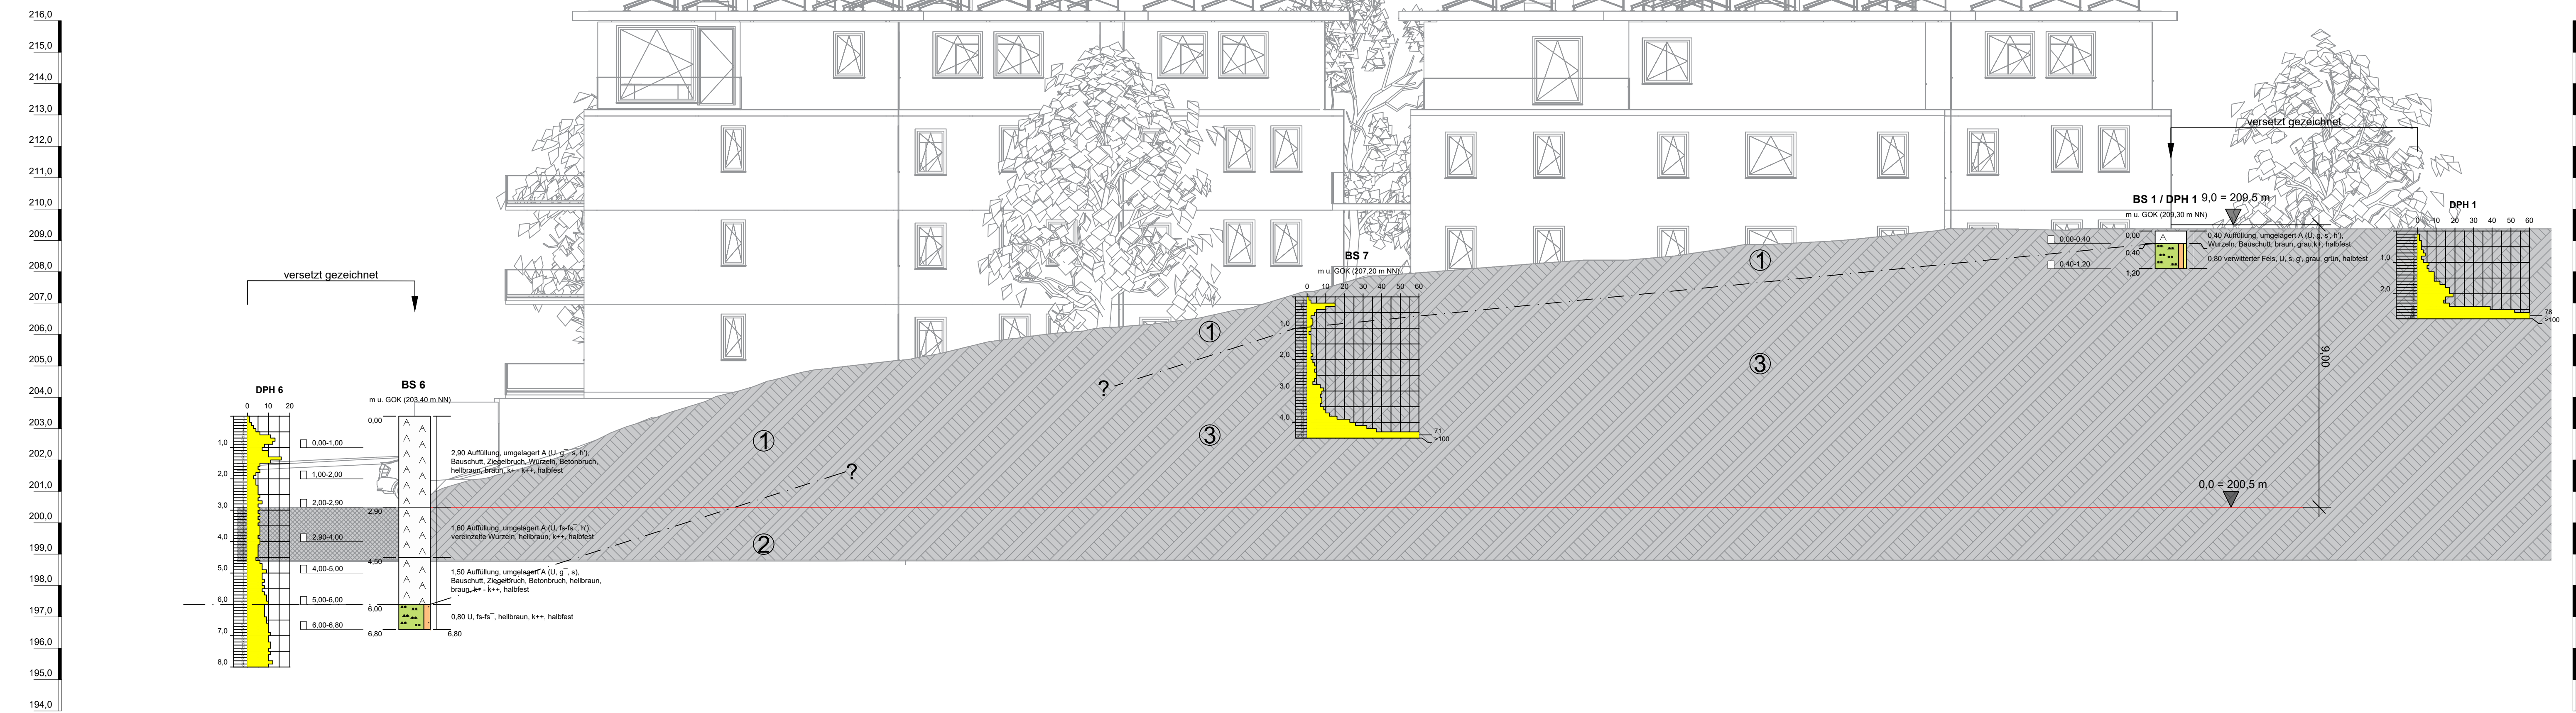 216,0
215,0
214,0
213,0
212,0
211,0
210,0
209,0
208,0
207,0
206,0
205,0
204,0
203,0
202,0
201,0
200,0
199,0
198,0
197,0
196,0
195,0
194,0
versetzt gezeichnet
DPH 6
0 10 20
1,0
2,0
3,0
4,0
5,0
6,0
7,0
8,0
0,00-1,00
1,00-2,00
2,00-2,90
2,90-4,00
4,00-5,00
5,00-6,00
6,00-6,80
BS 6
m u. GOK (203,40 m NN)
0,00
2,90
4,50
6,00
6,80
6,80
2,90 Auffüllung, umgelagert A (U, g¯, s, h'),
Bauschutt, Ziegelbruch, Wurzeln, Betonbruch,
hellbraun, braun, k+ - k++, halbfest
1,60 Auffüllung, umgelagert A (U, fs-fs¯, h'),
vereinzelte Wurzeln, hellbraun, k++, halbfest
1,50 Auffüllung, umgelagert A (U, g¯, s),
Bauschutt, Ziegelbruch, Betonbruch, hellbraun,
braun, k+ - k++, halbfest
0,80 U, fs-fs¯, hellbraun, k++, halbfest
1
?
2
?
1
3
BS 7
m u. GOK (207,20 m NN)
0 10 20 30 40 50 60
1,0
2,0
3,0
4,0
71
>100
1
3
versetzt gezeichnet
BS 1 / DPH 1
9,0 = 209,5 m
m u. GOK (209,30 m NN)
0,00-0,40
0,40-1,20
0,00
0,40
1,20
A
0,40 Auffüllung, umgelagert A (U, g, s', h'),
Wurzeln, Bauschutt, braun, grau,k+, halbfest
0,80 verwitterter Fels, U, s, g', grau, grün, halbfest
9,00
0,0 = 200,5 m
DPH 1
0 10 20 30 40 50 60
1,0
2,0
78
>100